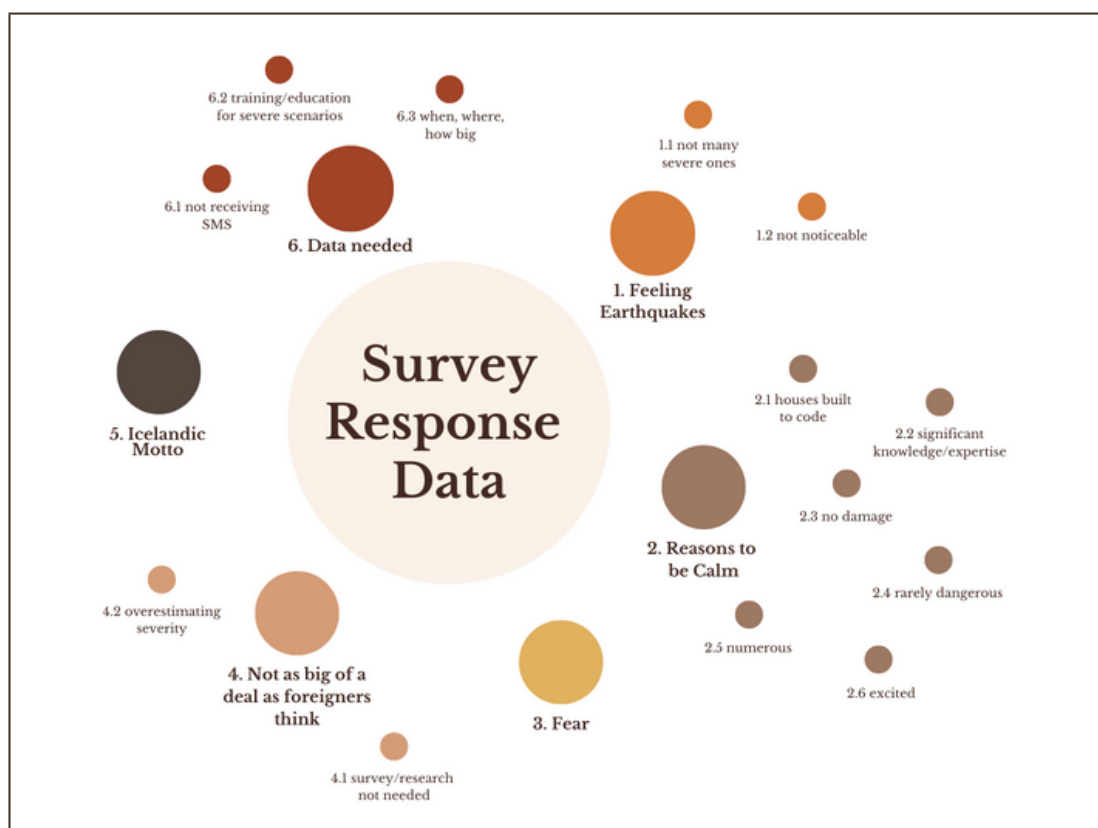 Survey
Response
Data
1. Feeling
Earthquakes
1.1 not many
severe ones
1.2 not noticeable
2. Reasons to
be Calm
2.1 houses built
to code
2.2 significant
knowledge/expertise
2.3 no damage
2.4 rarely dangerous
2.5 numerous
2.6 excited
3. Fear
4. Not as big of a
deal as foreigners
think
4.1 survey/research
not needed
4.2 overestimating
severity
5. Icelandic
Motto
6. Data needed
6.1 not receiving
SMS
6.2 training/education
for severe scenarios
6.3 when, where,
how big